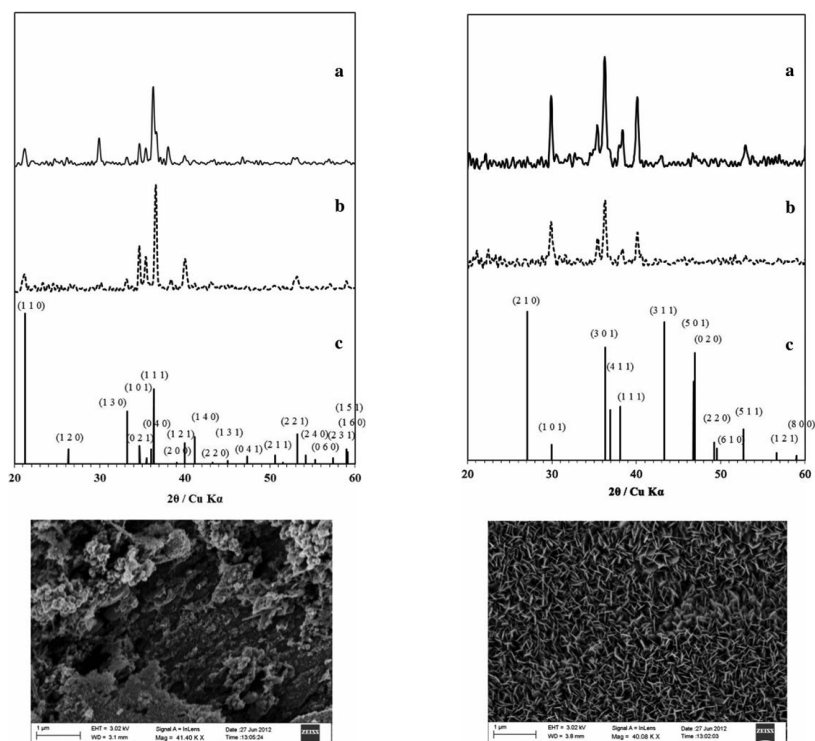 a
b
c
(1 1 0)
(1 1 1)
(1 0 1)
(1 3 0)
(0 4 0)
(1 4 0)
(1 5 1)
(1 2 0)
(0 2 1)
(1 2 1)
(1 3 1)
(2 2 1)
(1 6 0)
(2 0 0)
(2 2 0)
(0 4 1)
(2 1 1)
(2 4 0)
(2 3 1)
(0 6 0)
20 30 40 50 60
2θ / Cu Kα
1 µm
EHT = 3.02 kV
WD = 3.1 mm
Signal A = InLens
Mag = 41.40 K X
Date :27 Jun 2012
Time :13:05:24
ZEISS
a
b
c
(2 1 0)
(3 1 1)
(3 0 1)
(5 0 1)
(0 2 0)
(4 1 1)
(1 1 1)
(1 0 1)
(2 2 0)
(5 1 1)
(6 1 0)
(1 2 1)
(8 0 0)
20 30 40 50 60
2θ / Cu Kα
1 µm
EHT = 3.02 kV
WD = 3.8 mm
Signal A = InLens
Mag = 40.08 K X
Date :27 Jun 2012
Time :13:02:03
ZEISS